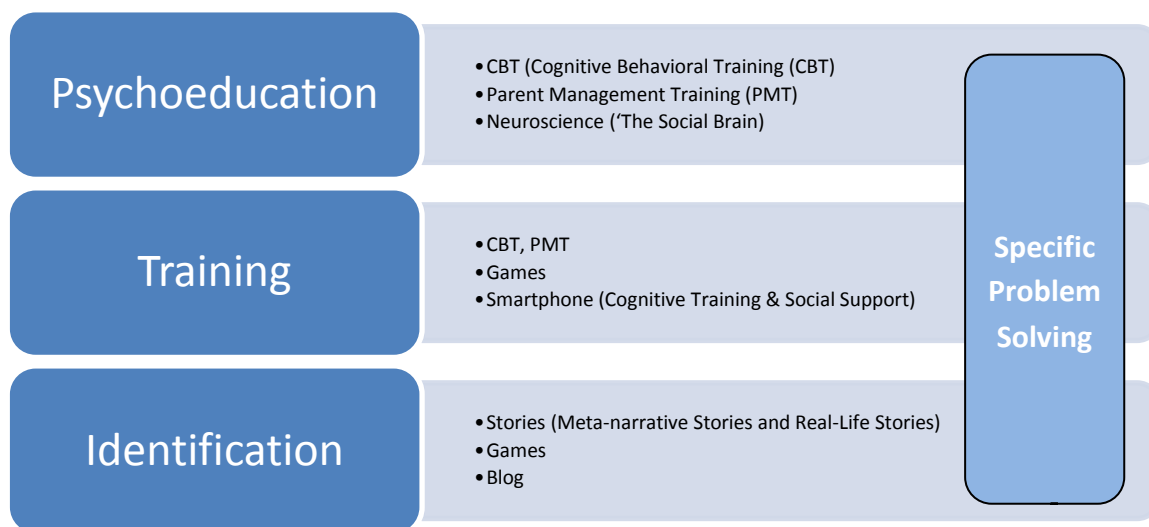 Psychoeducation
•CBT (Cognitive Behavioral Training (CBT)
•Parent Management Training (PMT)
•Neuroscience (‘The Social Brain)
Training
•CBT, PMT
•Games
•Smartphone (Cognitive Training & Social Support)
Identification
•Stories (Meta-narrative Stories and Real-Life Stories)
•Games
•Blog
Specific
Problem
Solving